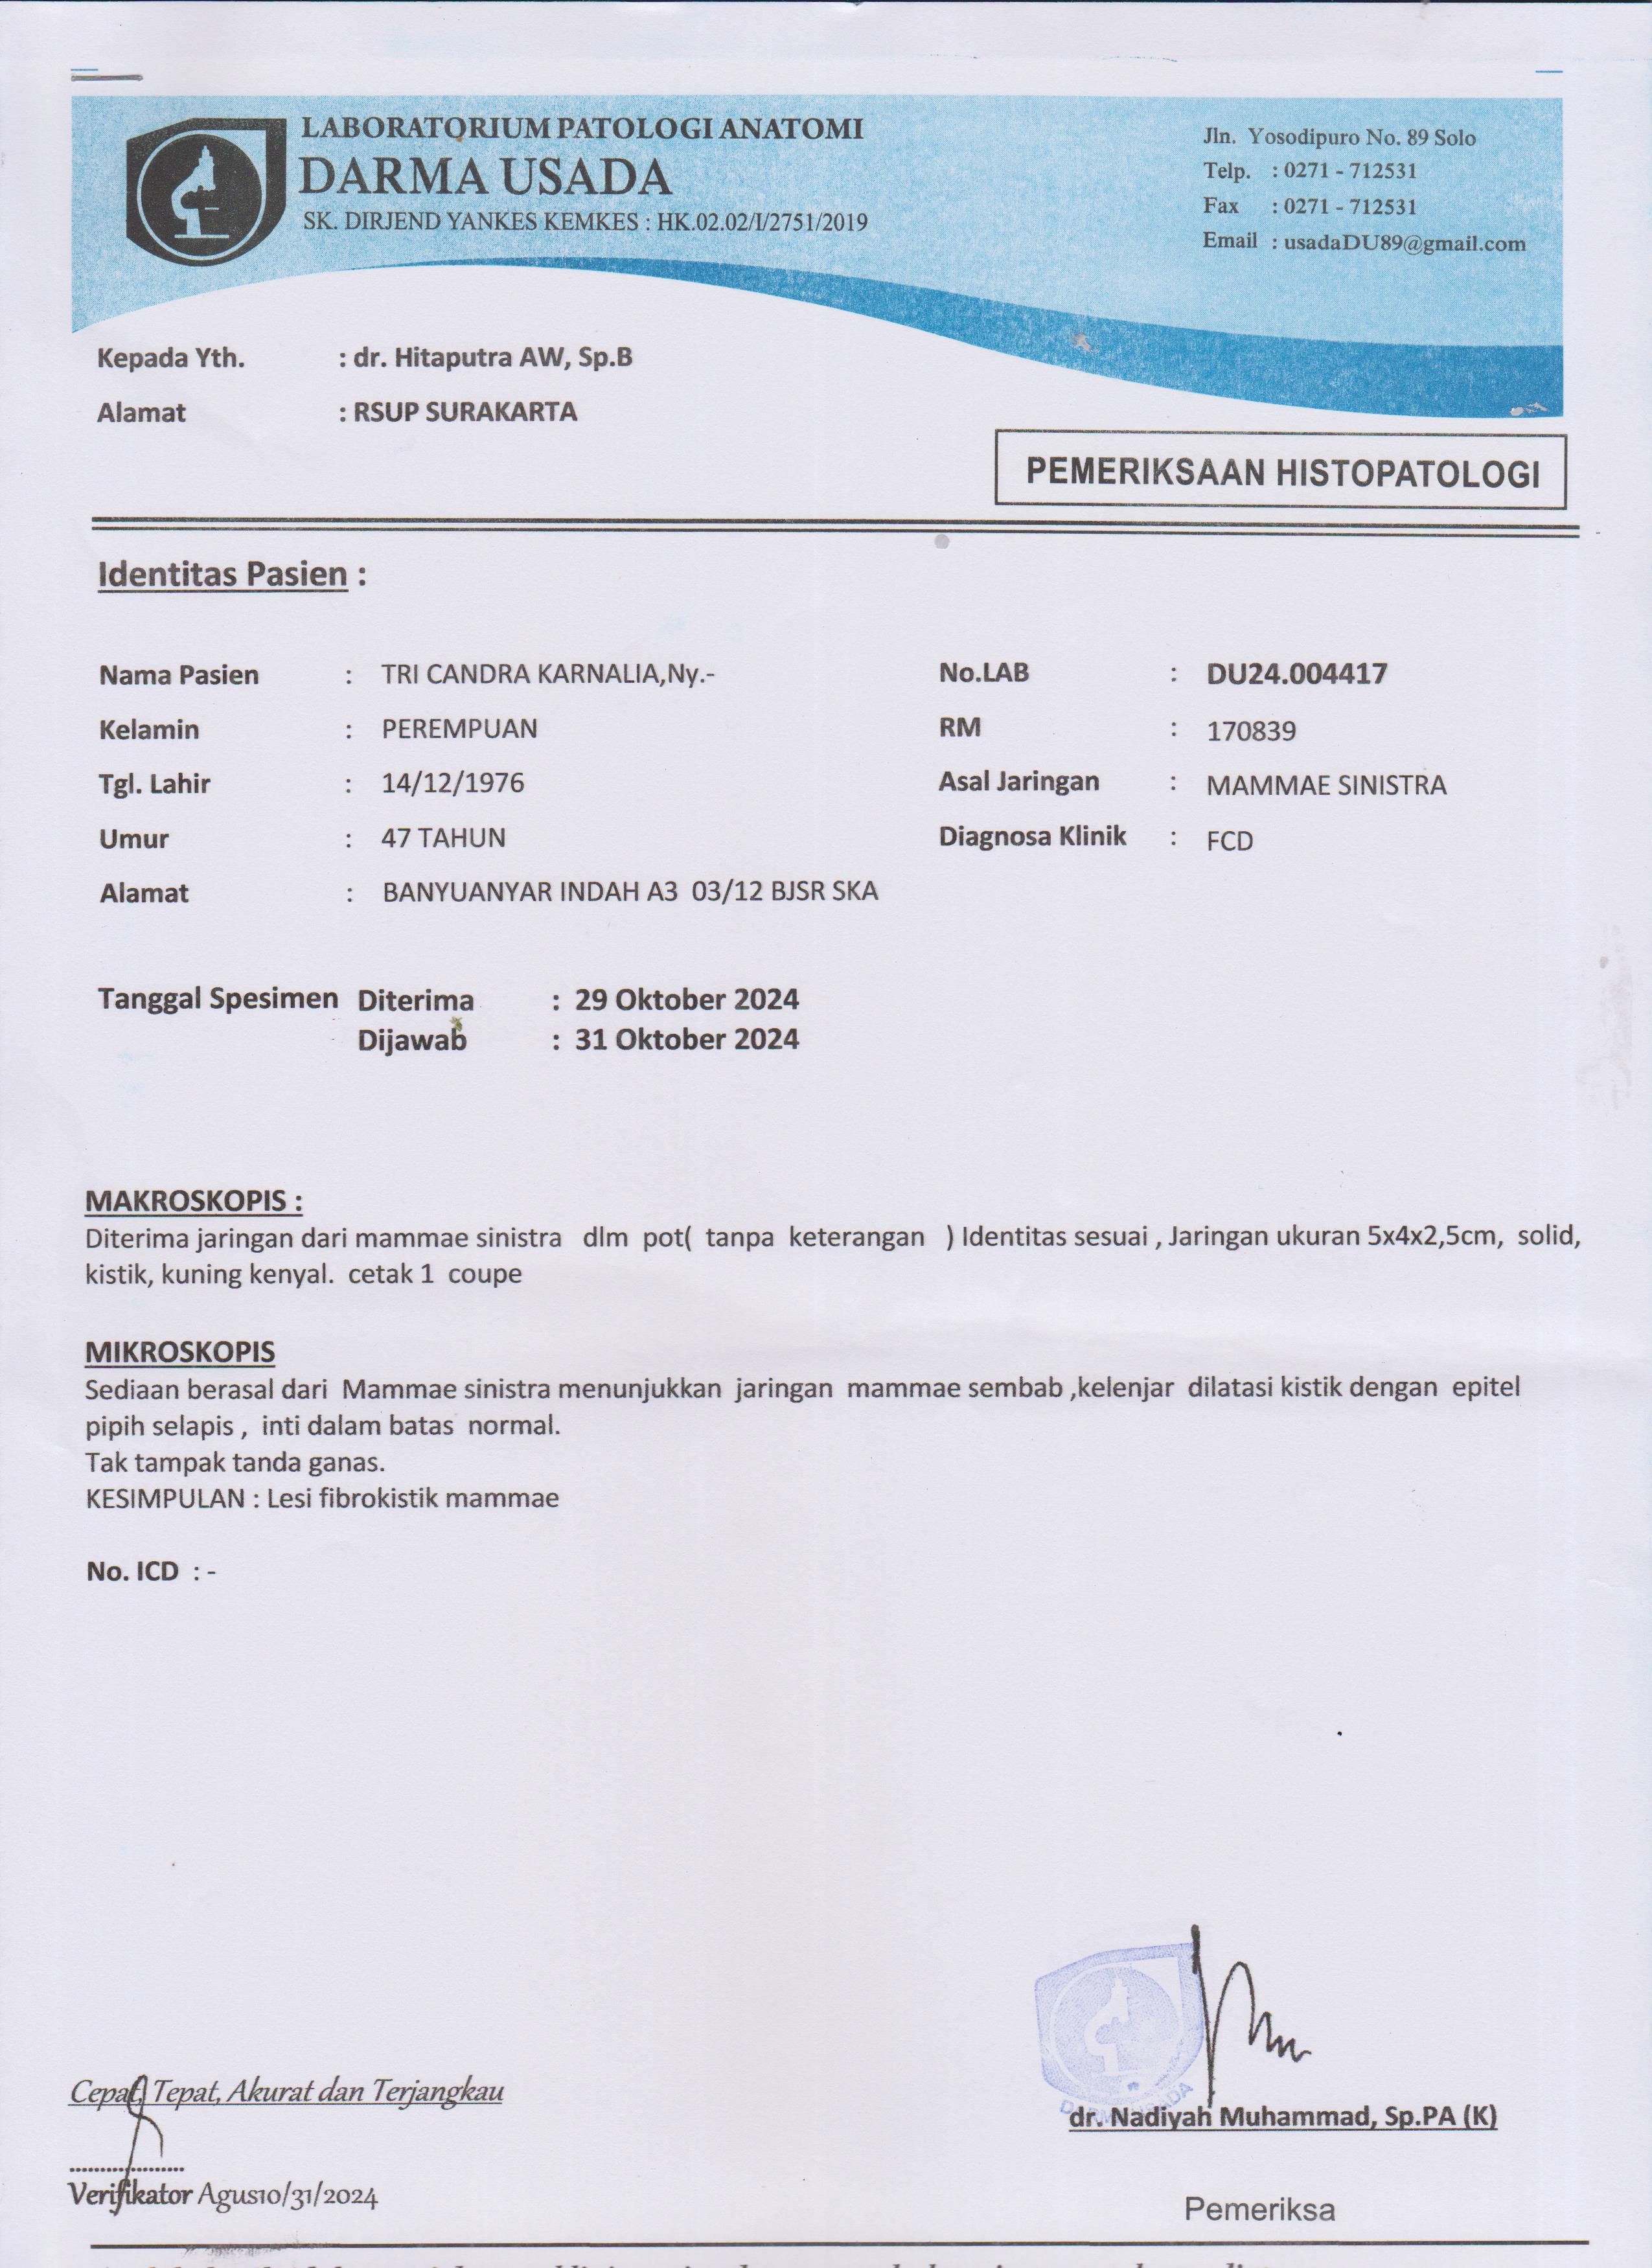 LABORATORIUM PATOLOGI ANATOMI
DARMA USADA
SK. DIRJEND YANKES KEMKES : HK.02.02/I/2751/2019
Jln. Yosodipuro No. 89 Solo
Telp. : 0271 - 712531
Fax : 0271 - 712531
Email : usadaDU89@gmail.com
Kepada Yth. : dr. Hitaputra AW, Sp.B
Alamat : RSUP SURAKARTA
PEMERIKSAAN HISTOPATOLOGI
Identitas Pasien :
Nama Pasien : TRI CANDRA KARNALIA,Ny.-
Kelamin : PEREMPUAN
Tgl. Lahir : 14/12/1976
Umur : 47 TAHUN
Alamat : BANYUANYAR INDAH A3 03/12 BJSR SKA
No.LAB : DU24.004417
RM : 170839
Asal Jaringan : MAMMAE SINISTRA
Diagnosa Klinik : FCD
Tanggal Spesimen Diterima : 29 Oktober 2024
Dijawab : 31 Oktober 2024
MAKROSKOPIS :
Diterima jaringan dari mammae sinistra dlm pot( tanpa keterangan ) Identitas sesuai , Jaringan ukuran 5x4x2,5cm, solid,
kistik, kuning kenyal. cetak 1 coupe
MIKROSKOPIS
Sediaan berasal dari Mammae sinistra menunjukkan jaringan mammae sembab ,kelenjar dilatasi kistik dengan epitel
pipih selapis , inti dalam batas normal.
Tak tampak tanda ganas.
KESIMPULAN : Lesi fibrokistik mammae
No. ICD : -
DARMA USADA
dr. Nadiyah Muhammad, Sp.PA (K)
Pemeriksa
Cepat, Tepat, Akurat dan Terjangkau
Verifikator Agus10/31/2024